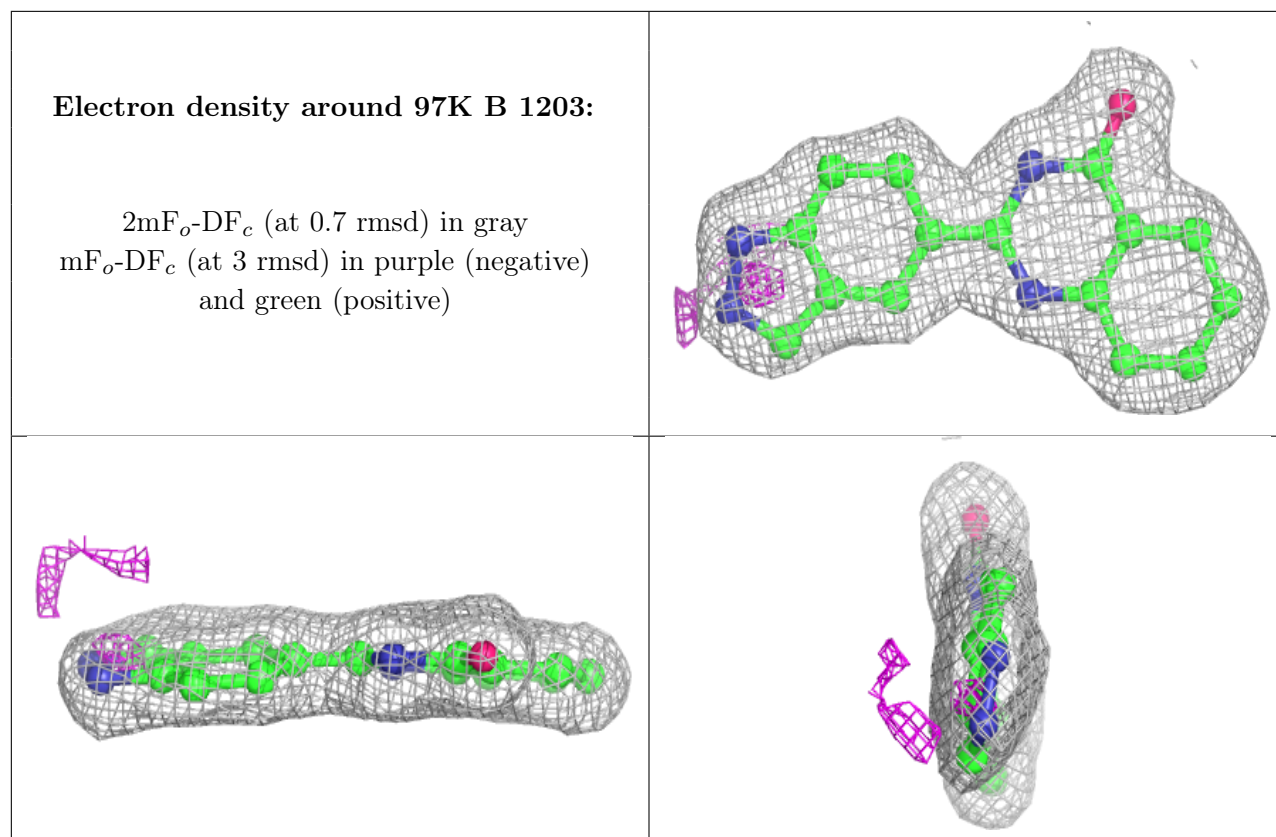 Electron density around 97K B 1203:
2mFo-DFc (at 0.7 rmsd) in gray
mFo-DFc (at 3 rmsd) in purple (negative)
and green (positive)